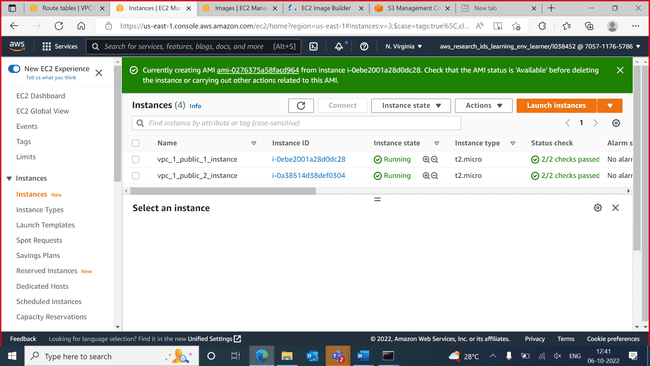 Route tables | VPC
Instances | EC2 Man
Images | EC2 Mana
EC2 Image Builder
S3 Management Co
New tab
https://us-east-1.console.aws.amazon.com/ec2/home?region=us-east-1#Instances:v=3;$case=tags:true%5C,cl...
aws
Services
Search for services, features, blogs, docs, and more
[Alt+S]
N. Virginia
aws_research_ids_learning_env_learner/l038452 @ 7057-1176-5786
New EC2 Experience
Tell us what you think
EC2 Dashboard
EC2 Global View
Events
Tags
Limits
Instances
Instances New
Instance Types
Launch Templates
Spot Requests
Savings Plans
Reserved Instances New
Dedicated Hosts
Scheduled Instances
Capacity Reservations
Currently creating AMI ami-0276375a58facd964 from instance i-0ebe2001a28d0dc28. Check that the AMI status is 'Available' before deleting
the instance or carrying out other actions related to this AMI.
Instances (4) Info
Connect
Instance state
Actions
Launch instances
Find instance by attribute or tag (case-sensitive)
1
Name
Instance ID
Instance state
Instance type
Status check
Alarm s
vpc_1_public_1_instance
i-0ebe2001a28d0dc28
Running
t2.micro
2/2 checks passed
No alarr
vpc_1_public_2_instance
i-0a38514d38def0304
Running
t2.micro
2/2 checks passed
No alarr
Select an instance
Feedback
Looking for language selection? Find it in the new Unified Settings
© 2022, Amazon Web Services, Inc. or its affiliates.
Privacy
Terms
Cookie preferences
Type here to search
28°C
ENG
12:41
06-10-2022